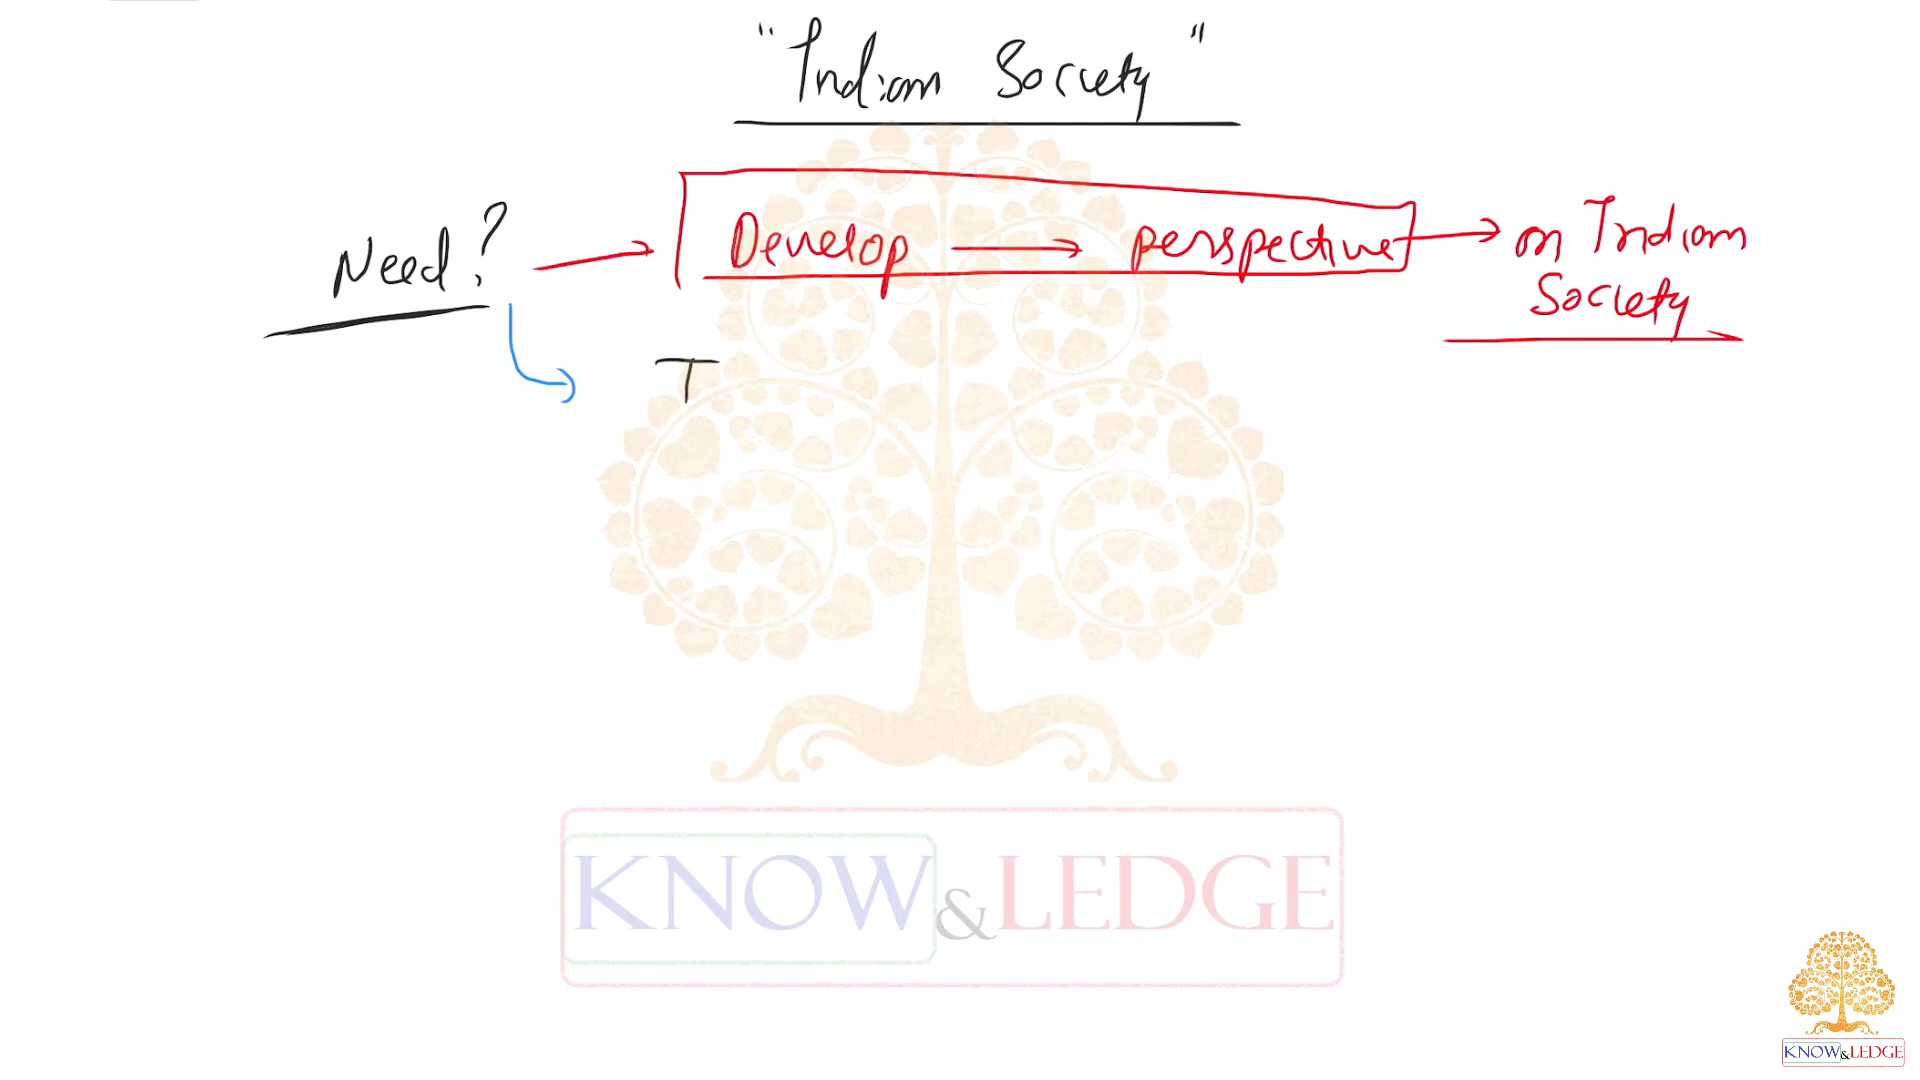 "Indian Society"
Need? → Develop → perspective → on Indian
Society
T
KNOW&LEDGE
KNOW&LEDGE